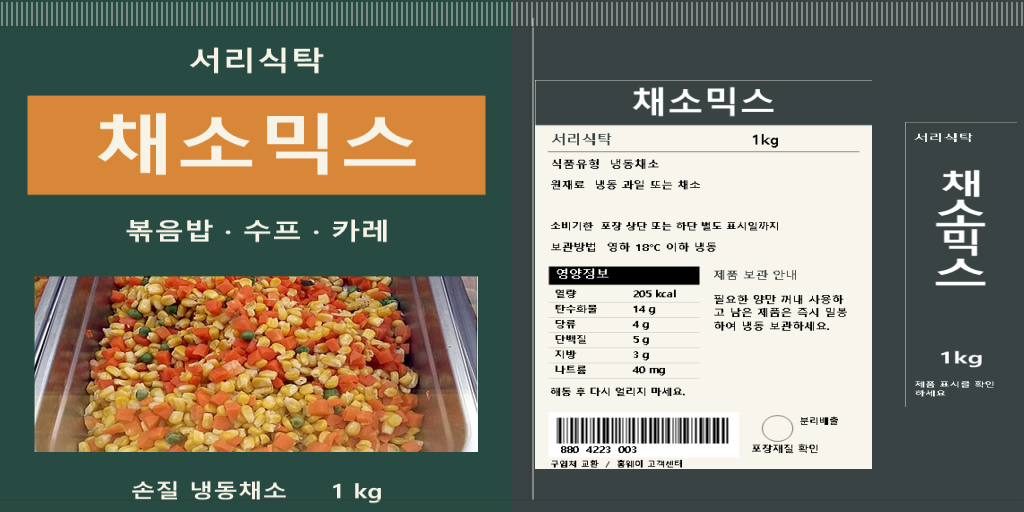 서리식탁
채소믹스
볶음밥 · 수프 · 카레
손질 냉동채소 1 kg
채소믹스
서리식탁 1kg
식품유형 냉동채소
원재료 냉동 과일 또는 채소
소비기한 포장 상단 또는 하단 별도 표시일까지
보관방법 영하 18°C 이하 냉동
영양정보
열량 205 kcal
탄수화물 14 g
당류 4 g
단백질 5 g
지방 3 g
나트륨 40 mg
제품 보관 안내
필요한 양만 꺼내 사용하
고 남은 제품은 즉시 밀봉
하여 냉동 보관하세요.
해동 후 다시 얼리지 마세요.
880 4223 003
구입처 교환 / 홈웨이 고객센터
분리배출
포장재질 확인
서리식탁
채소믹스
1kg
제품 표시를 확인
하세요